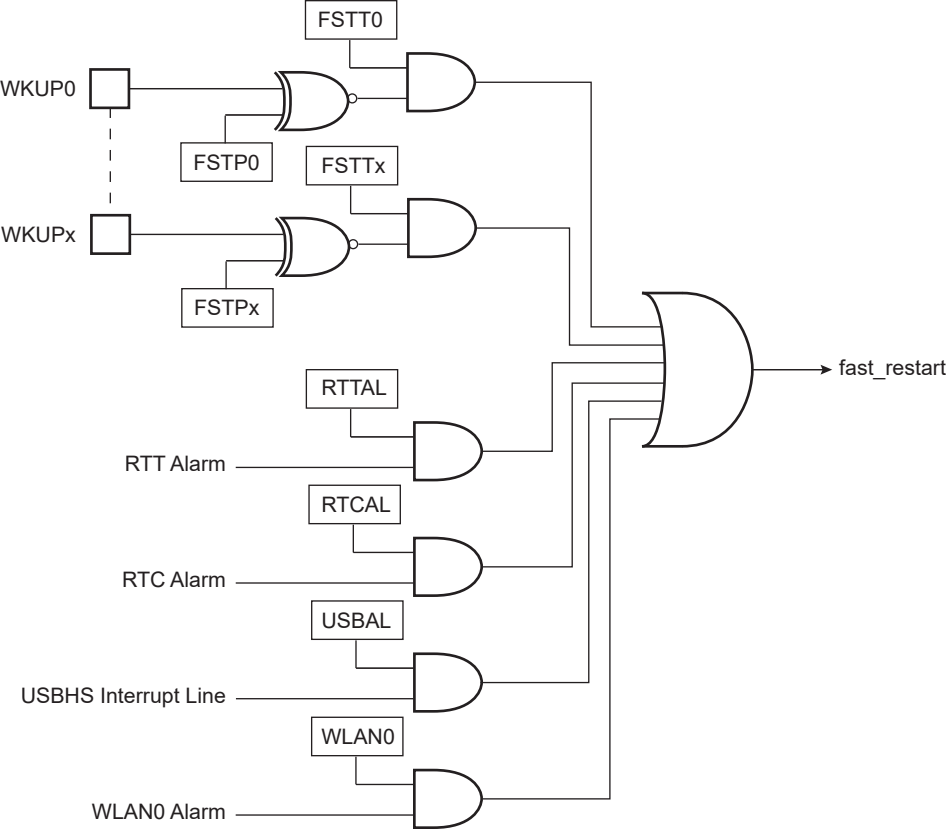 FSTT0
WKUP0
FSTP0
FSTTx
WKUPx
FSTPx
fast_restart
RTTAL
RTT Alarm
RTCAL
RTC Alarm
USBAL
USBHS Interrupt Line
WLAN0
WLAN0 Alarm